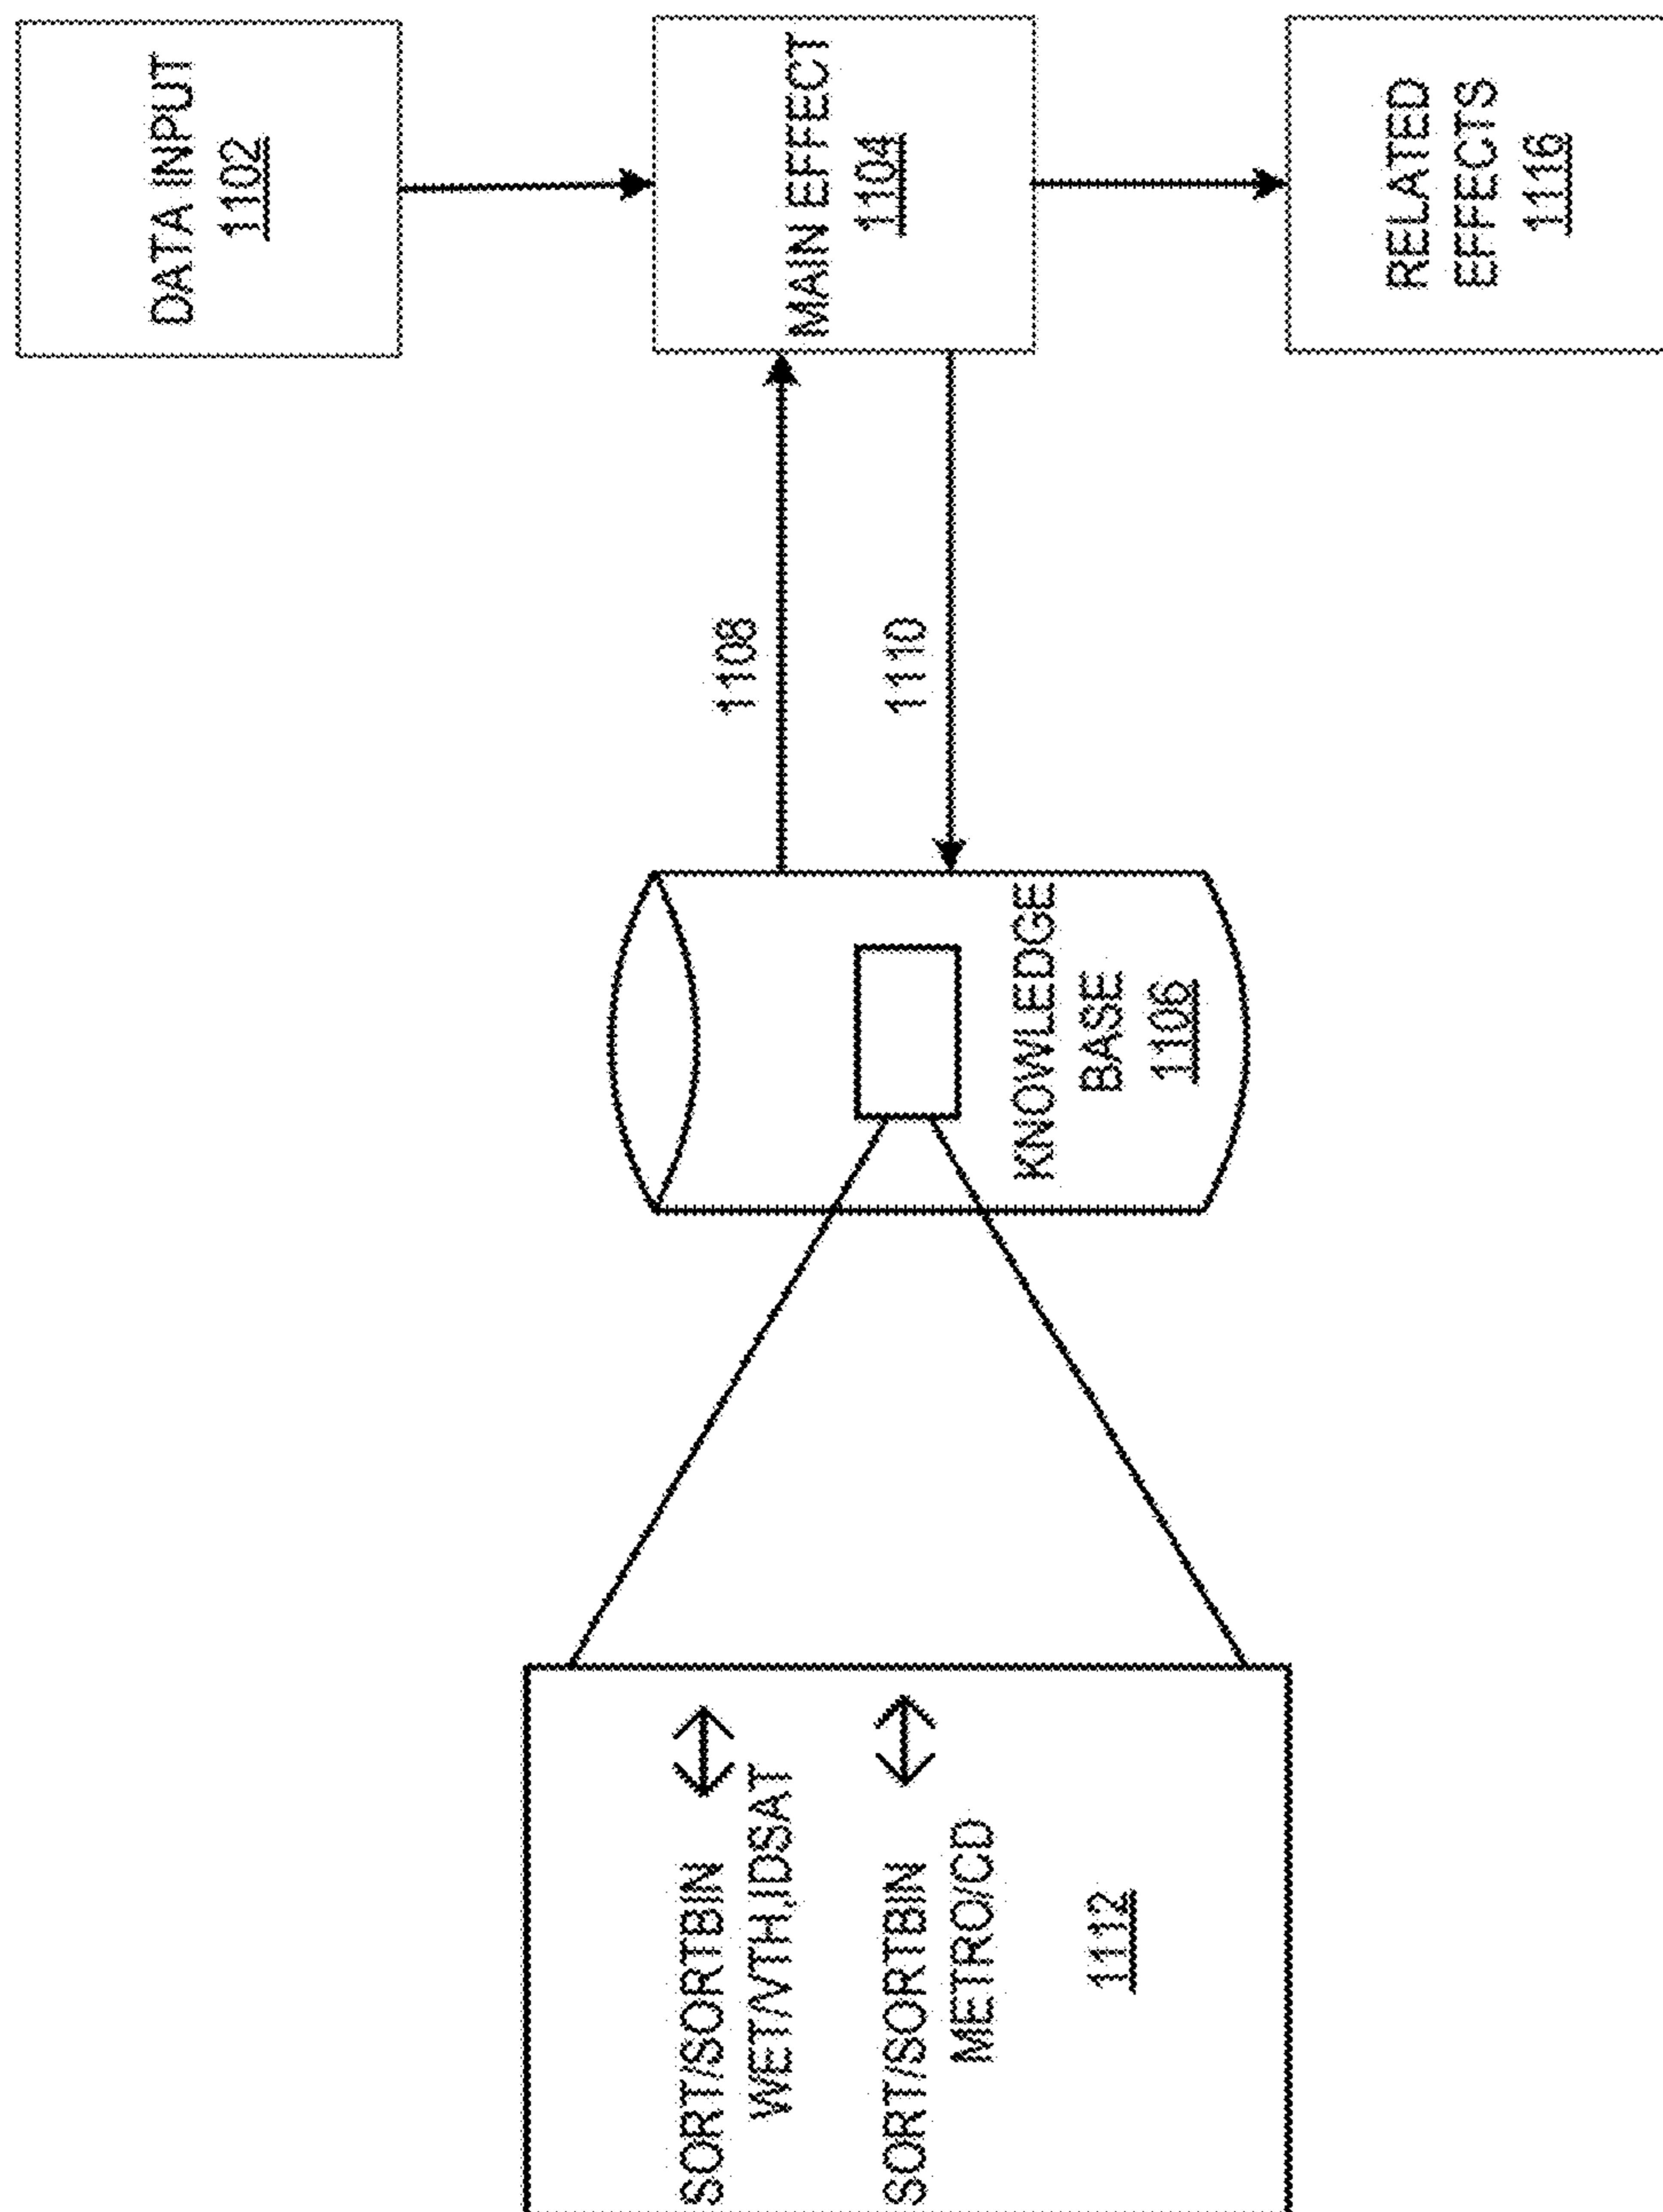 DATA INPUT
1102
MAIN EFFECT
1104
RELATED
EFFECTS
1116
1108
1110
KNOWLEDGE
BASE
1106
SORT/SORTBIN
WET/VTH,IDSAT
SORT/SORTBIN
METRO/CD
1112